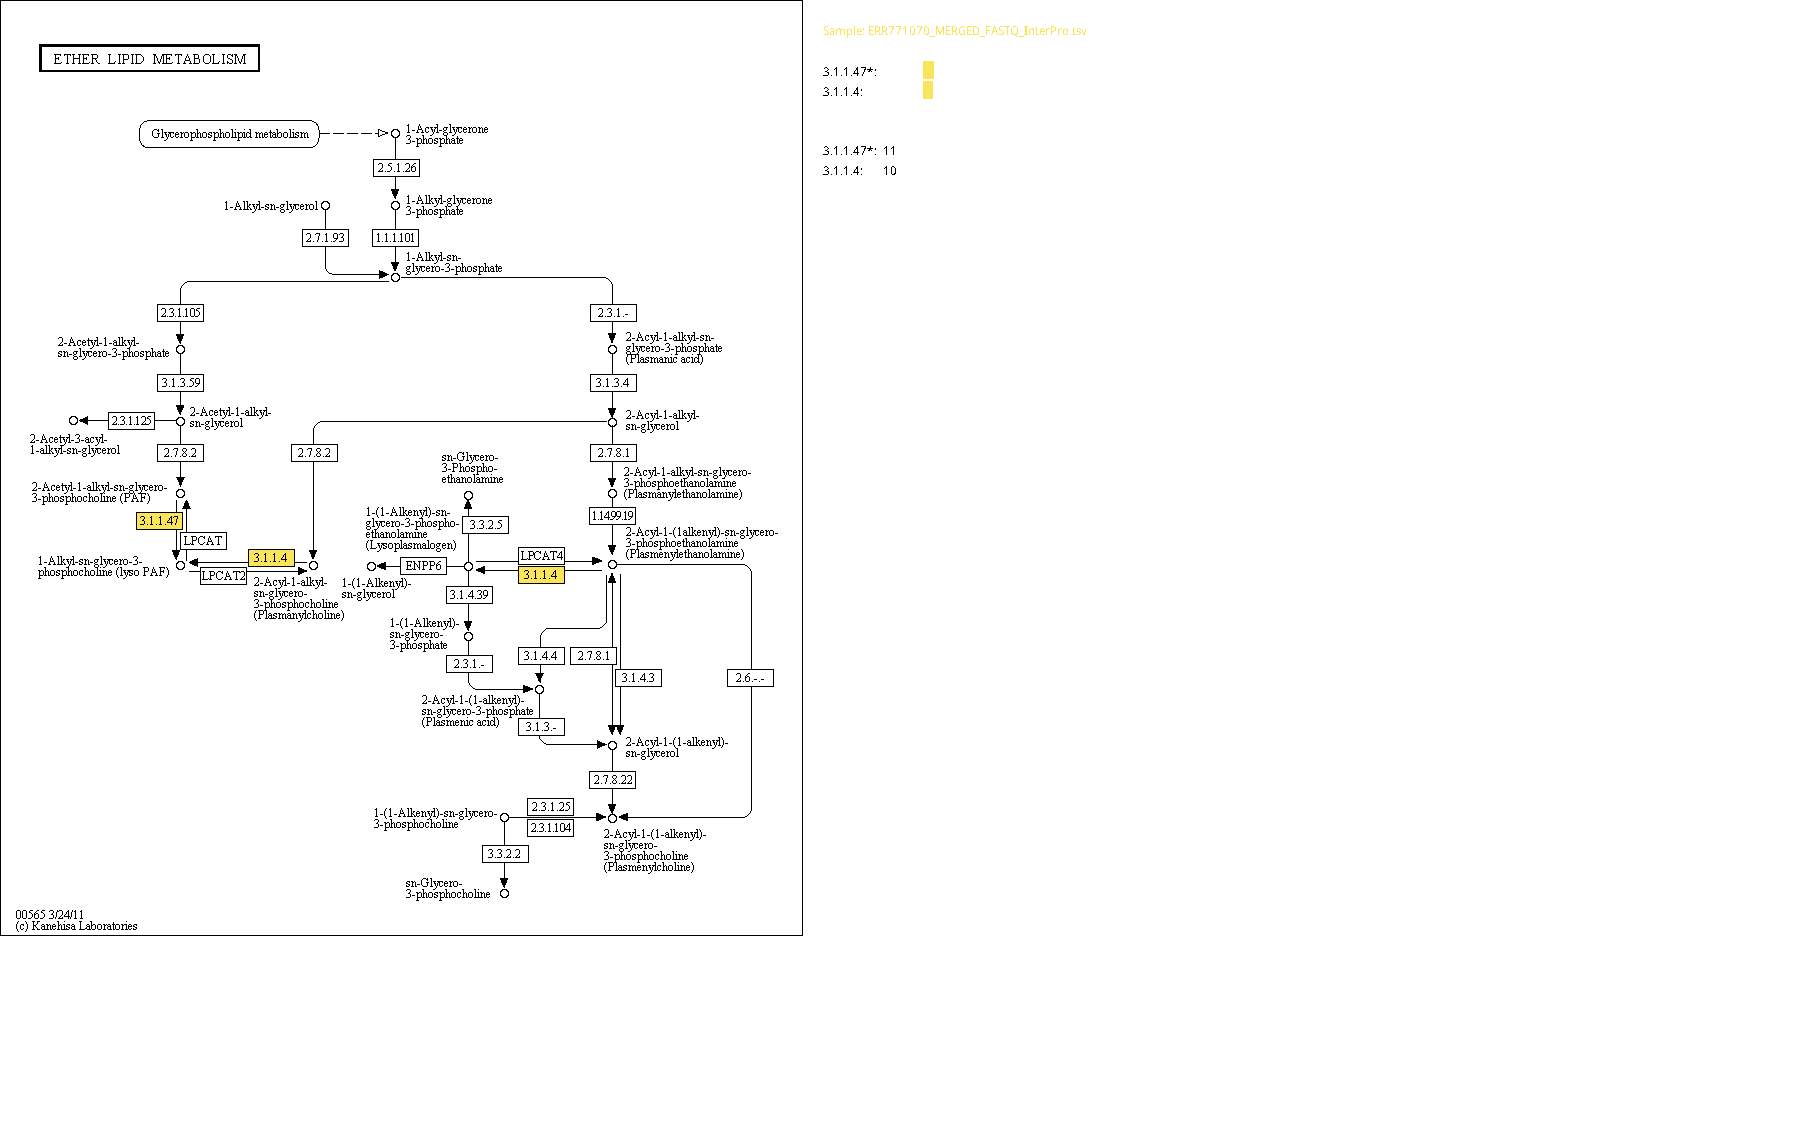 Sample: ERR771070_MERGED_FASTQ_InterPro.tsv
ETHER LIPID METABOLISM
3.1.1.47*:
3.1.1.4:
3.1.1.47*: 11
3.1.1.4: 10
Glycerophospholipid metabolism
1-Acyl-glycerone
3-phosphate
2.5.1.26
1-Alkyl-sn-glycerol
1-Alkyl-glycerone
3-phosphate
2.7.1.93
1.1.1.101
1-Alkyl-sn-
glycero-3-phosphate
2.3.1.105
2.3.1.-
2-Acetyl-1-alkyl-
sn-glycero-3-phosphate
2-Acyl-1-alkyl-sn-
glycero-3-phosphate
(Plasmanic acid)
3.1.3.59
3.1.3.4
2.3.1.125
2-Acetyl-1-alkyl-
sn-glycerol
2-Acyl-1-alkyl-
sn-glycerol
2-Acetyl-3-acyl-
1-alkyl-sn-glycerol
2.7.8.2
2.7.8.2
2.7.8.1
sn-Glycero-
3-Phospho-
ethanolamine
2-Acetyl-1-alkyl-sn-glycero-
3-phosphocholine (PAF)
2-Acyl-1-alkyl-sn-glycero-
3-phosphoethanolamine
(Plasmanylethanolamine)
3.1.1.47
LPCAT
1-(1-Alkenyl)-sn-
glycero-3-phospho-
ethanolamine
(Lysoplasmalogen)
3.3.2.5
1.14.99.19
2-Acyl-1-(1alkenyl)-sn-glycero-
3-phosphoethanolamine
(Plasmenylethanolamine)
1-Alkyl-sn-glycero-3-
phosphocholine (lyso PAF)
3.1.1.4
LPCAT2
ENPP6
LPCAT4
3.1.1.4
2-Acyl-1-alkyl-
sn-glycero-
3-phosphocholine
(Plasmanylcholine)
1-(1-Alkenyl)-
sn-glycerol
3.1.4.39
1-(1-Alkenyl)-
sn-glycero-
3-phosphate
2.3.1.-
3.1.4.4
2.7.8.1
3.1.4.3
2.6.-.-
2-Acyl-1-(1-alkenyl)-
sn-glycero-3-phosphate
(Plasmenic acid)
3.1.3.-
2-Acyl-1-(1-alkenyl)-
sn-glycerol
2.7.8.22
1-(1-Alkenyl)-sn-glycero-
3-phosphocholine
2.3.1.25
2.3.1.104
2-Acyl-1-(1-alkenyl)-
sn-glycero-
3-phosphocholine
(Plasmenylcholine)
3.3.2.2
sn-Glycero-
3-phosphocholine
00565 3/24/11
(c) Kanehisa Laboratories